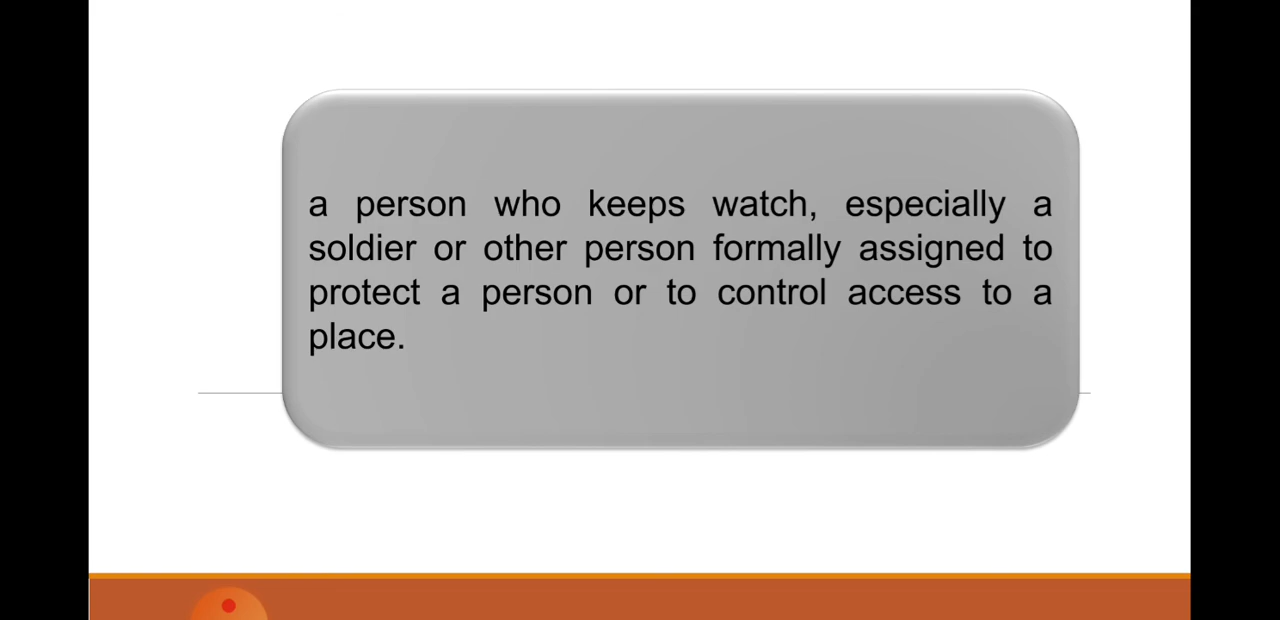 a person who keeps watch, especially a
soldier or other person formally assigned to
protect a person or to control access to a
place.